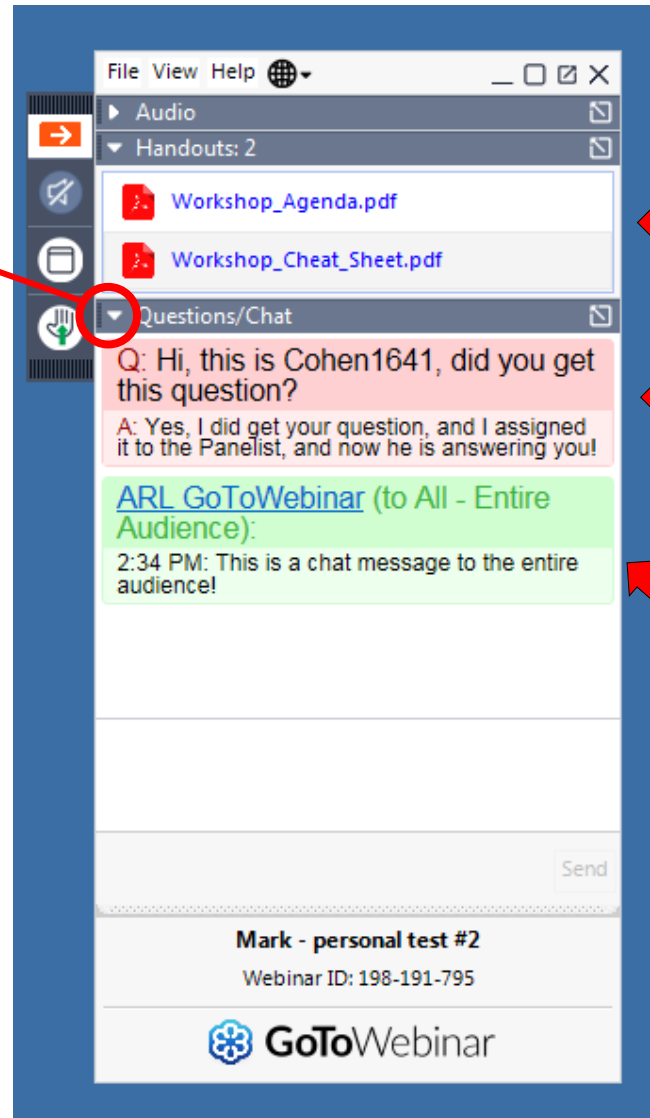 File View Help
Audio
Handouts: 2
Workshop_Agenda.pdf
Workshop_Cheat_Sheet.pdf
Questions/Chat
Q: Hi, this is Cohen1641, did you get
this question?
A: Yes, I did get your question, and I assigned
it to the Panelist, and now he is answering you!
ARL GoToWebinar (to All - Entire
Audience):
2:34 PM: This is a chat message to the entire
audience!
Send
Mark - personal test #2
Webinar ID: 198-191-795
GoToWebinar